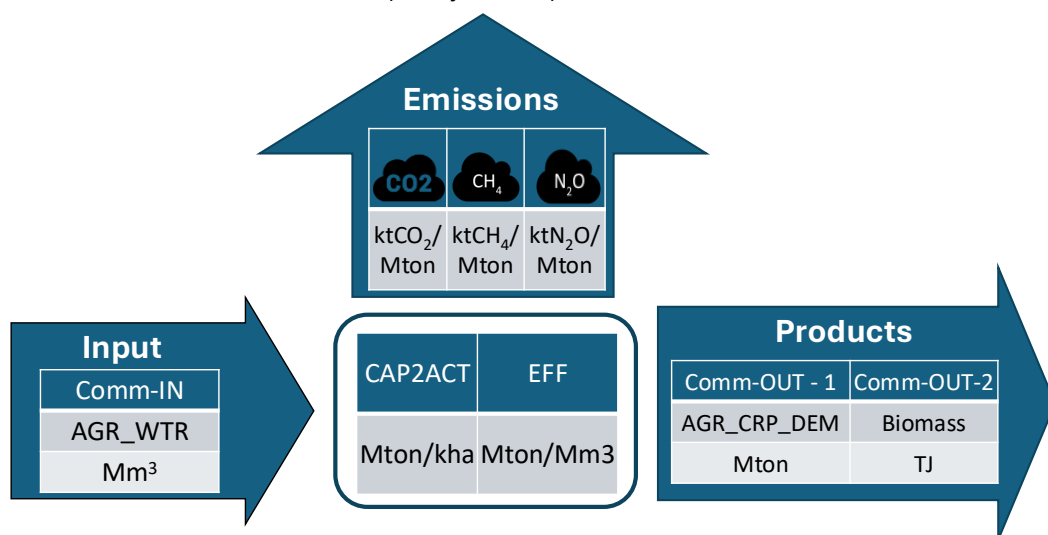 Emissions
CO2 CH₄ N₂O
ktCO₂/ ktCH₄/ ktN₂O/
Mton Mton Mton
Input
Comm-IN
AGR_WTR
Mm³
CAP2ACT EFF
Mton/kha Mton/Mm3
Products
Comm-OUT - 1 Comm-OUT-2
AGR_CRP_DEM Biomass
Mton TJ